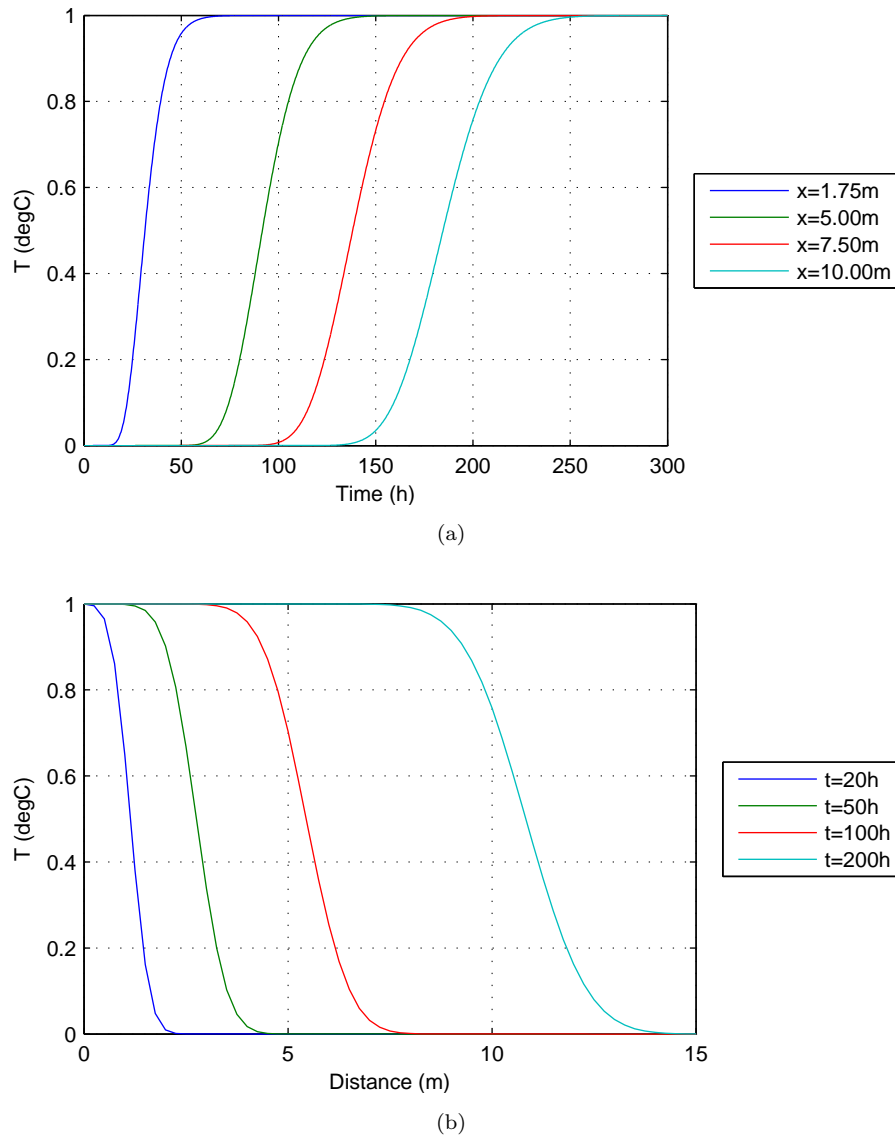 1
0.8
0.6
0.4
0.2
0
T (degC)
0 50 100 150 200 250 300
Time (h)
x=1.75m
x=5.00m
x=7.50m
x=10.00m
(a)
1
0.8
0.6
0.4
0.2
0
T (degC)
0 5 10 15
Distance (m)
t=20h
t=50h
t=100h
t=200h
(b)